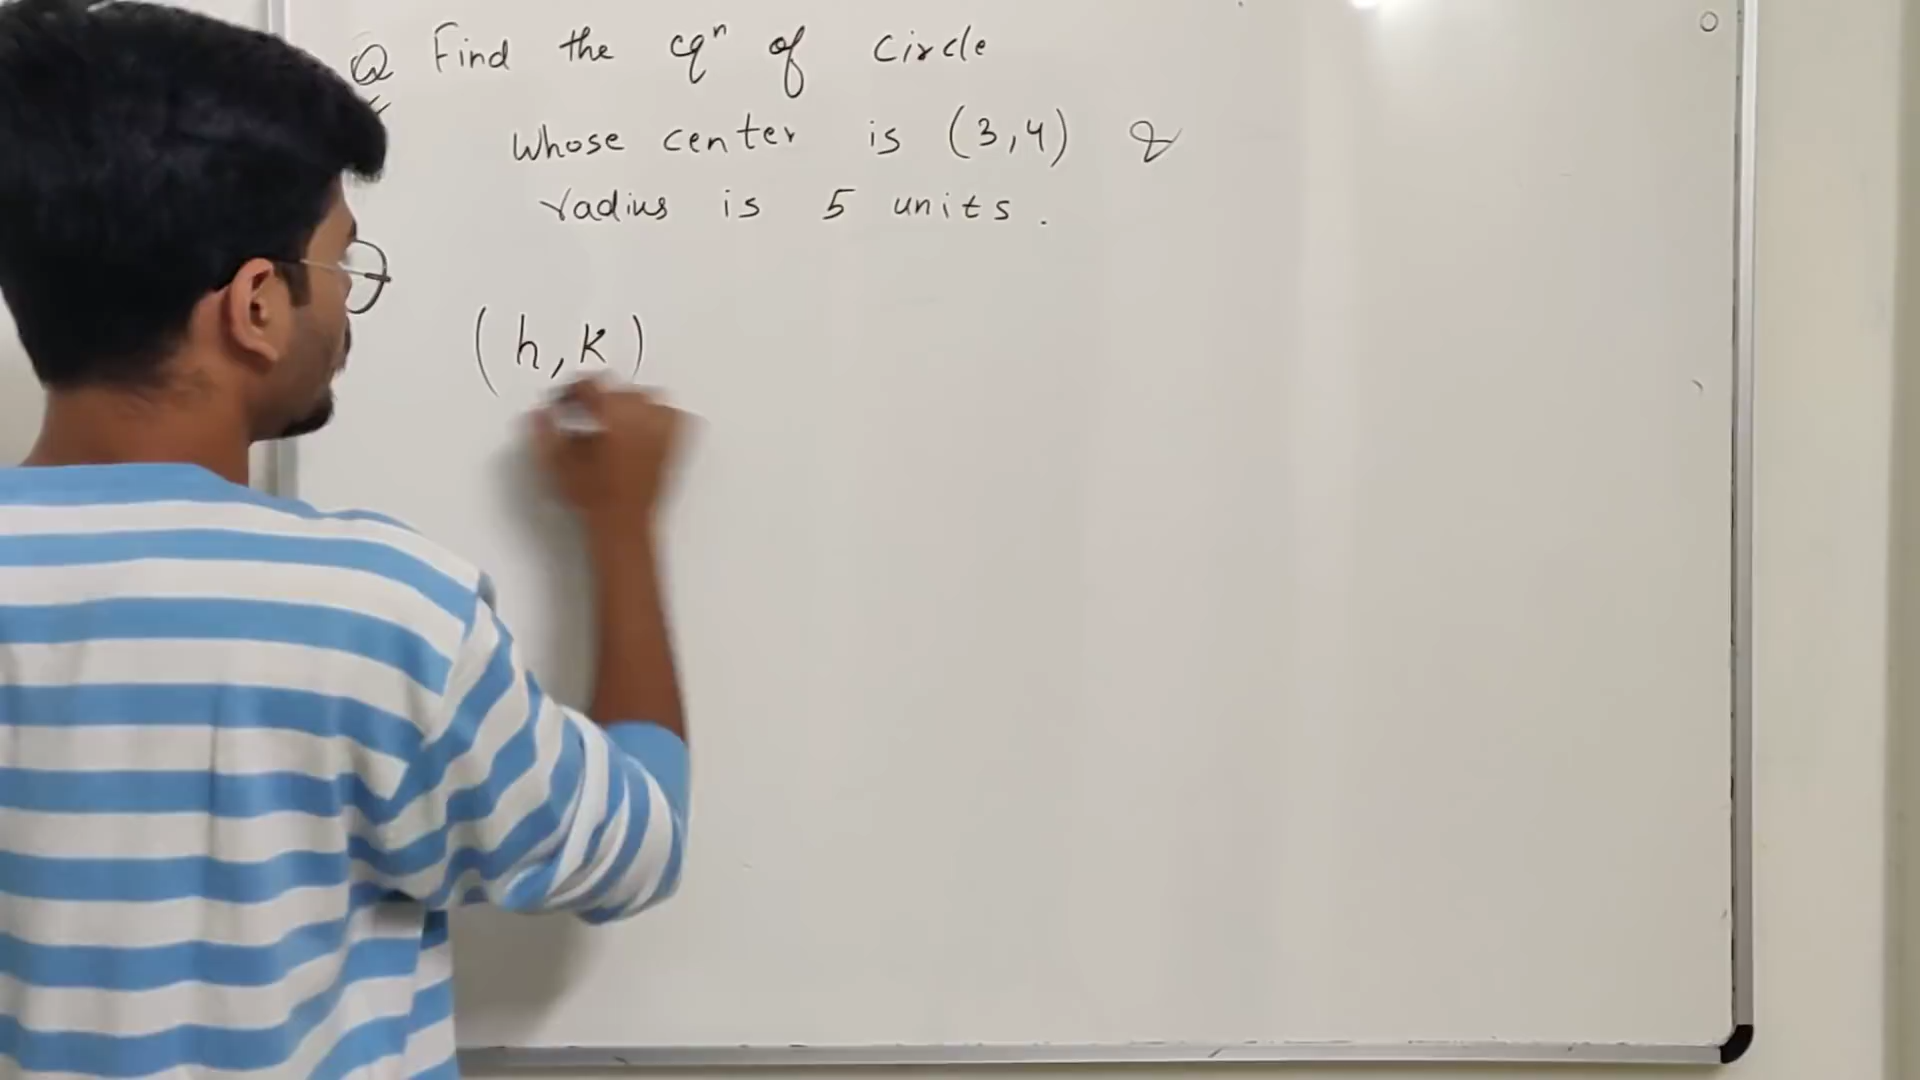 Q Find the eqⁿ of circle
whose center is (3,4) &
radius is 5 units.
(h,k)